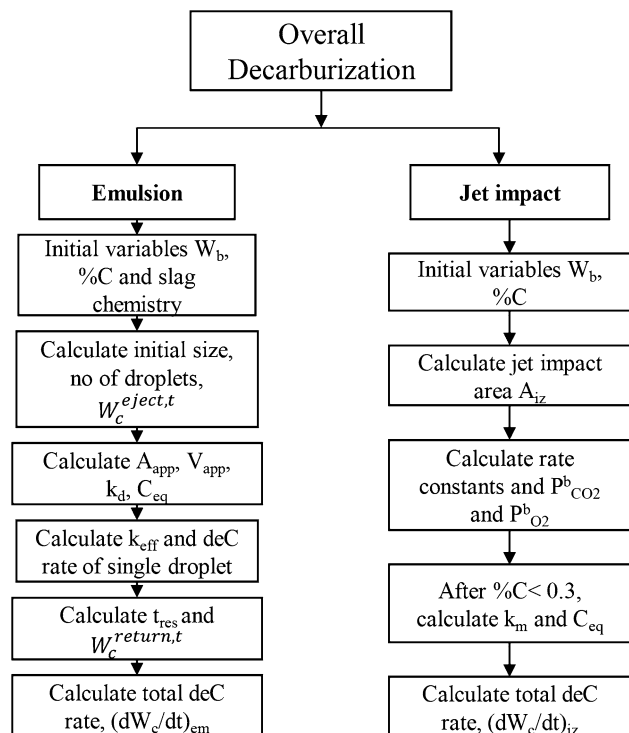 Overall
Decarburization
Emulsion
Initial variables W_b,
%C and slag
chemistry
Calculate initial size,
no of droplets,
W_c^{eject,t}
Calculate A_app, V_app,
k_d, C_eq
Calculate k_eff and deC
rate of single droplet
Calculate t_res and
W_c^{return,t}
Calculate total deC
rate, (dW_c/dt)_em
Jet impact
Initial variables W_b,
%C
Calculate jet impact
area A_iz
Calculate rate
constants and P^b_CO2
and P^b_O2
After %C< 0.3,
calculate k_m and C_eq
Calculate total deC
rate, (dW_c/dt)_iz